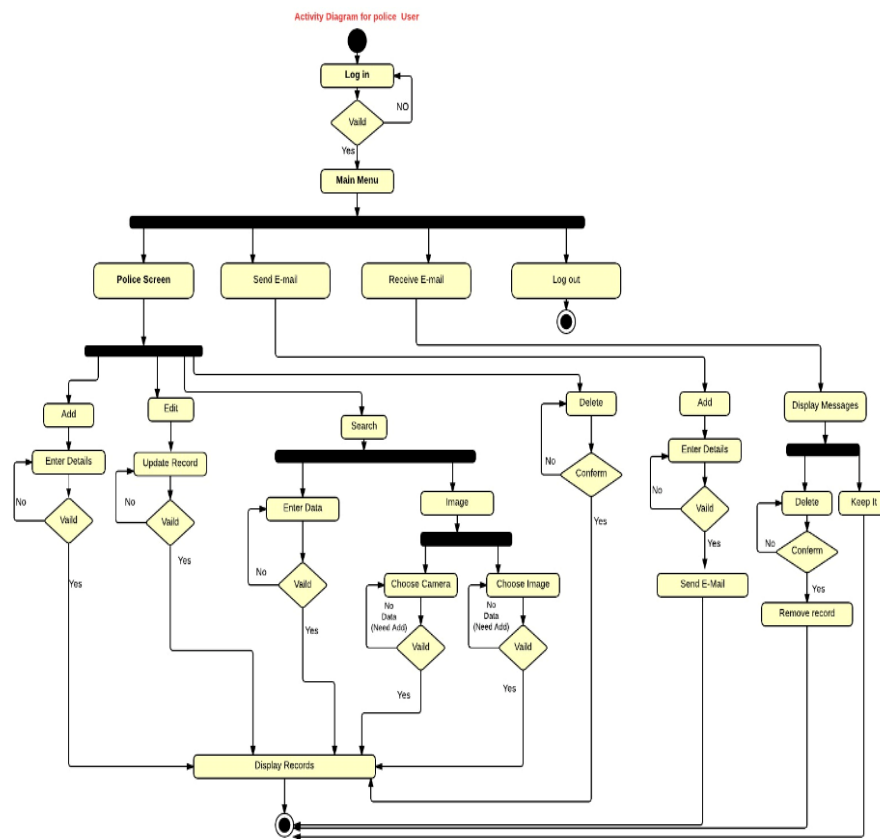 Activity Diagram for police User
Log in
NO
Vaild
Yes
Main Menu
Police Screen
Send E-mail
Receive E-mail
Log out
Add
Edit
Search
Delete
Add
Display Messages
Enter Details
Update Record
No
No
Vaild
Vaild
Yes
Yes
Enter Data
Image
No
Vaild
Yes
Choose Camera
Choose Image
No
Data
(Need Add)
No
Data
(Need Add)
Vaild
Vaild
Yes
Yes
No
Conferm
Yes
Enter Details
No
Vaild
Yes
Send E-Mail
Delete
Keep It
No
Conferm
Yes
Remove record
Display Records